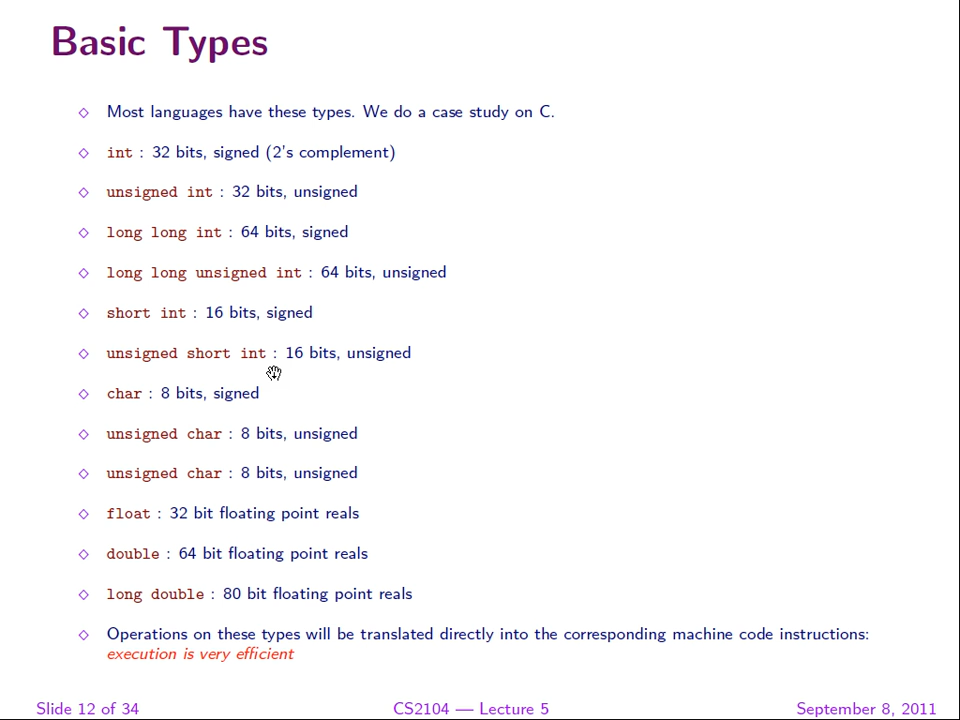 Basic Types
◇ Most languages have these types. We do a case study on C.
◇ int : 32 bits, signed (2's complement)
◇ unsigned int : 32 bits, unsigned
◇ long long int : 64 bits, signed
◇ long long unsigned int : 64 bits, unsigned
◇ short int : 16 bits, signed
◇ unsigned short int : 16 bits, unsigned
◇ char : 8 bits, signed
◇ unsigned char : 8 bits, unsigned
◇ unsigned char : 8 bits, unsigned
◇ float : 32 bit floating point reals
◇ double : 64 bit floating point reals
◇ long double : 80 bit floating point reals
◇ Operations on these types will be translated directly into the corresponding machine code instructions:
execution is very efficient
Slide 12 of 34 CS2104 — Lecture 5 September 8, 2011